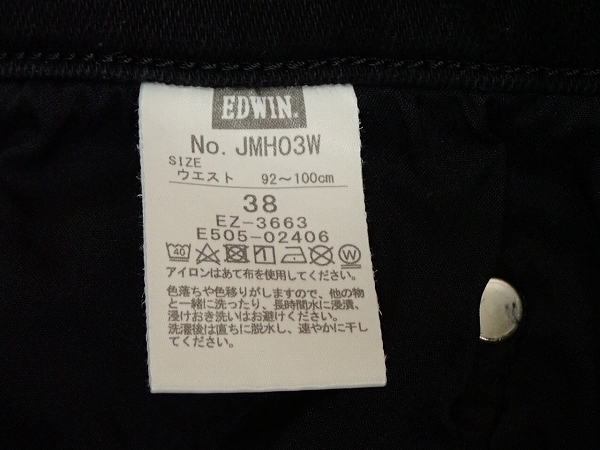 EDWIN.
No. JMH03W
SIZE
ウエスト 92～100cm
38
EZ-3663
E505-02406
40 1 W
アイロンはあて布を使用してください。
色落ちや色移りがしますので、他の物
と一緒に洗ったり、長時間水に浸漬、
浸けおき洗いはお避けください。
洗濯後は直ちに脱水し、速やかに干し
てください。